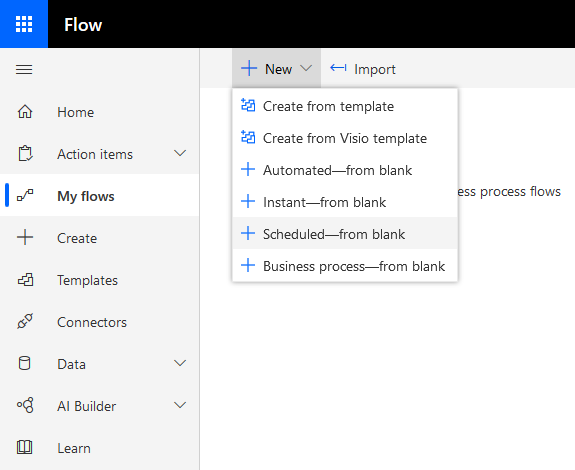 Flow
New
Import
Home
Action items
My flows
Create
Templates
Connectors
Data
AI Builder
Learn
Create from template
Create from Visio template
Automated—from blank
Instant—from blank
Scheduled—from blank
Business process—from blank
ess process flows